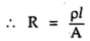 ∴ R = ρl/A